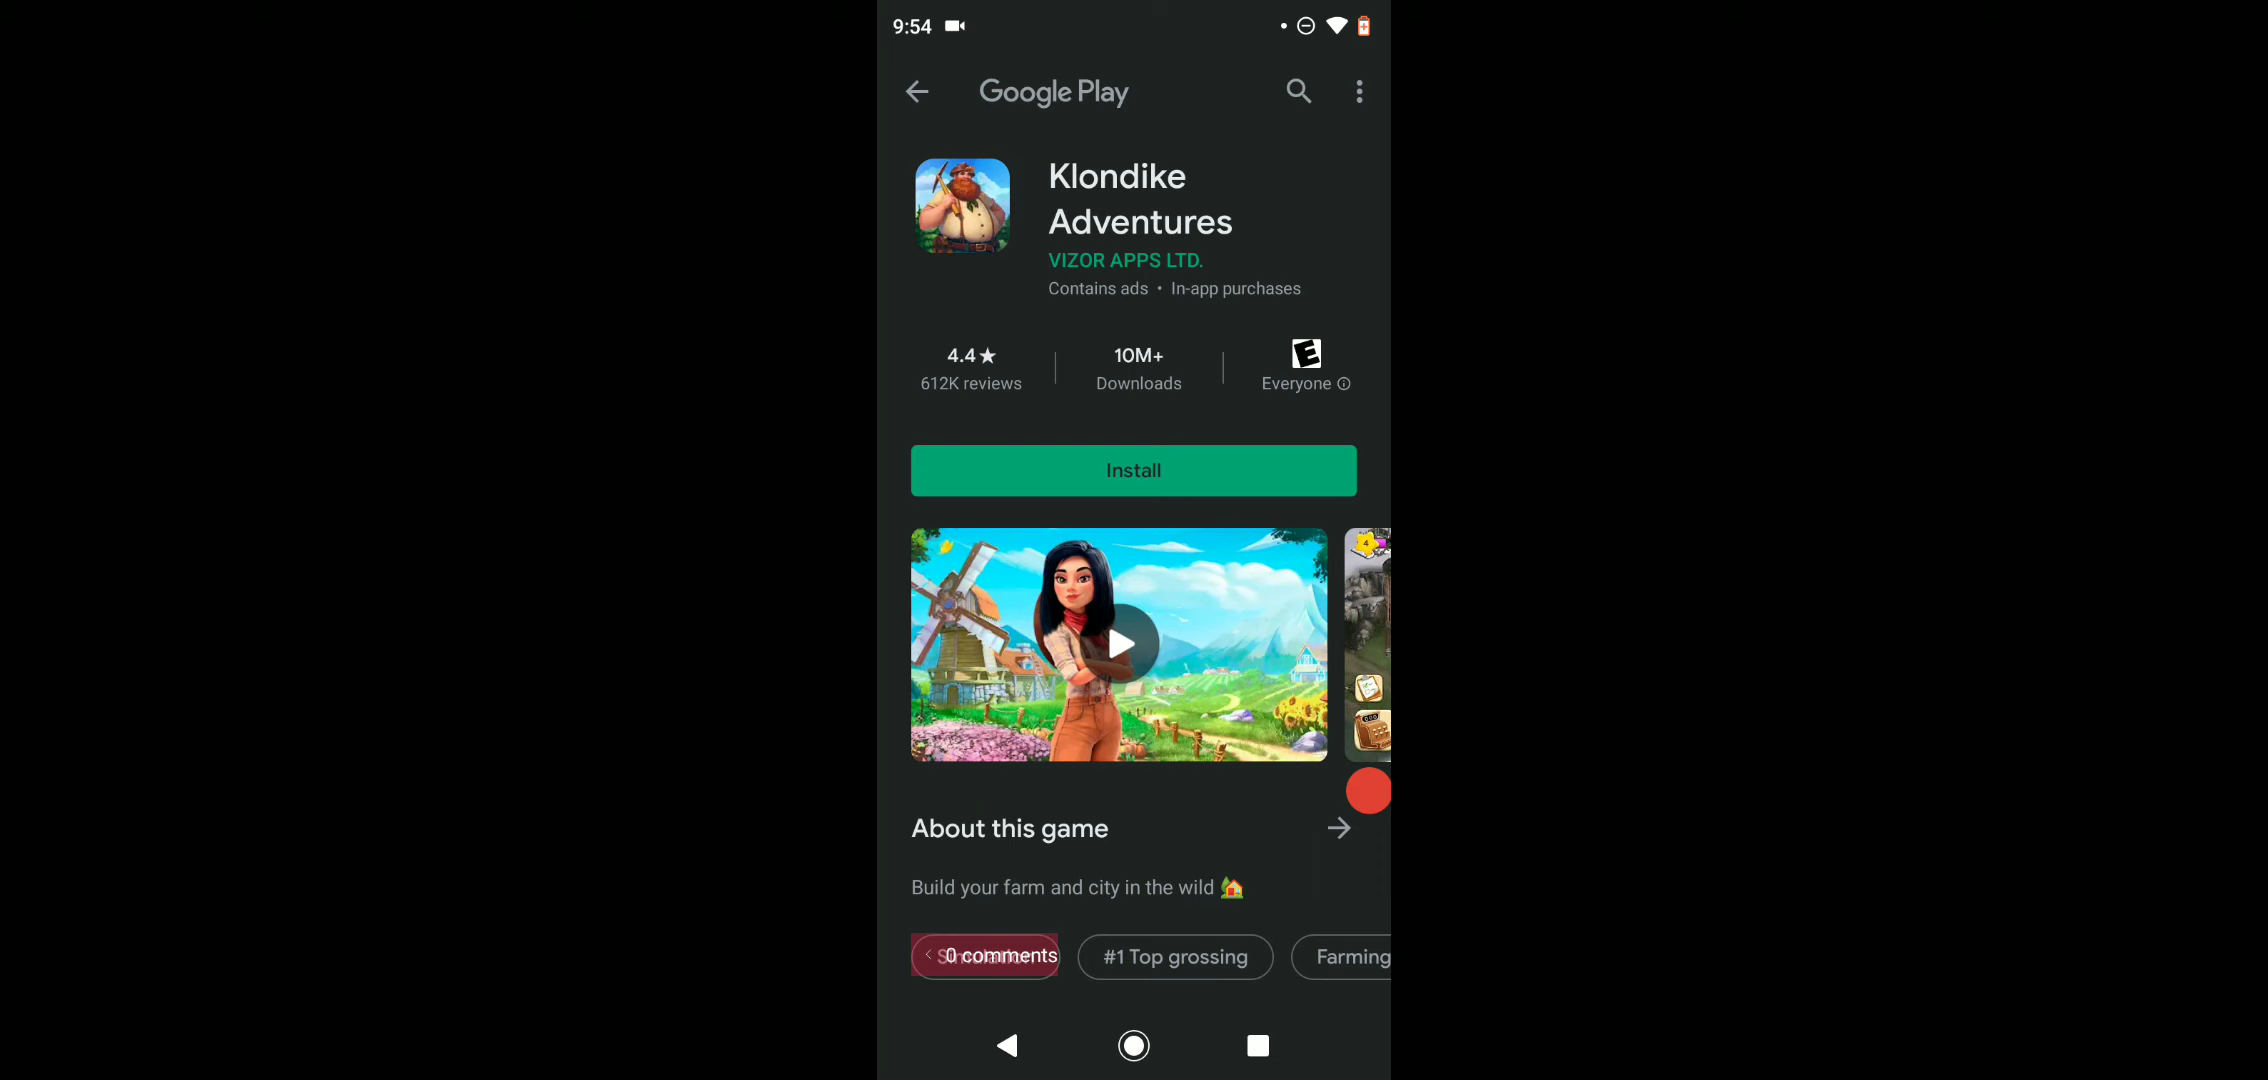 9:54
Google Play
Klondike
Adventures
VIZOR APPS LTD.
Contains ads • In-app purchases
4.4★
612K reviews
10M+
Downloads
E
Everyone
Install
4
About this game
Build your farm and city in the wild 🏡
Simulation
< 0 comments
#1 Top grossing
Farming